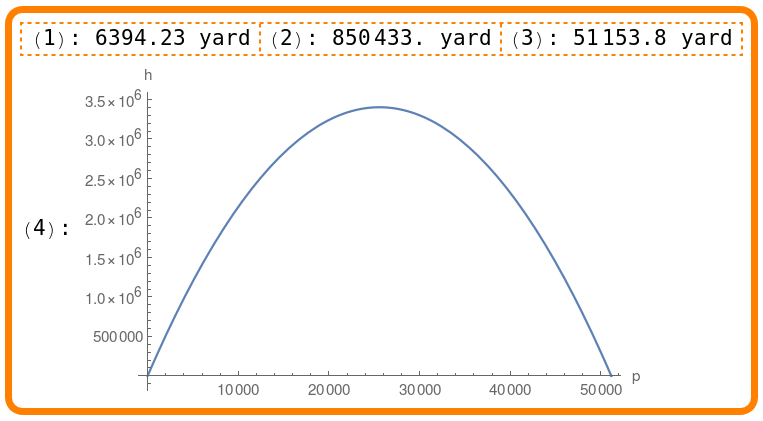 (1): 6394.23 yard (2): 850433. yard (3): 51153.8 yard
h
3.5×10^6
3.0×10^6
2.5×10^6
2.0×10^6
(4):
1.5×10^6
1.0×10^6
500000
p
10000 20000 30000 40000 50000